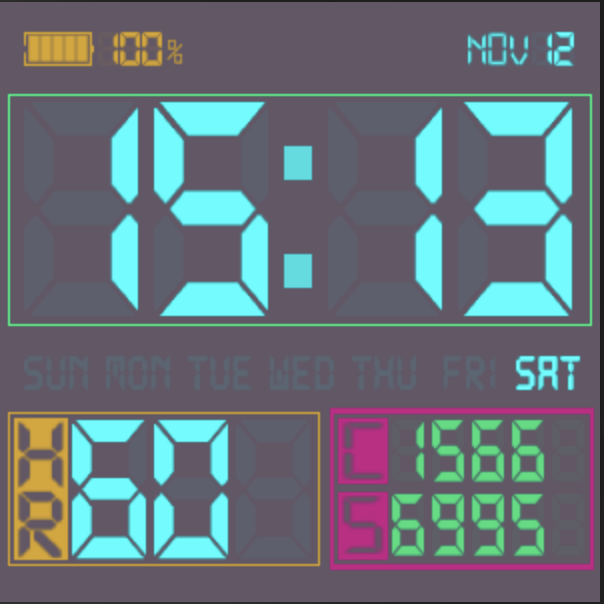 100% NOV 12
15:13
SUN MON TUE WED THU FRI SAT
HR 60
C 1566
S 6995